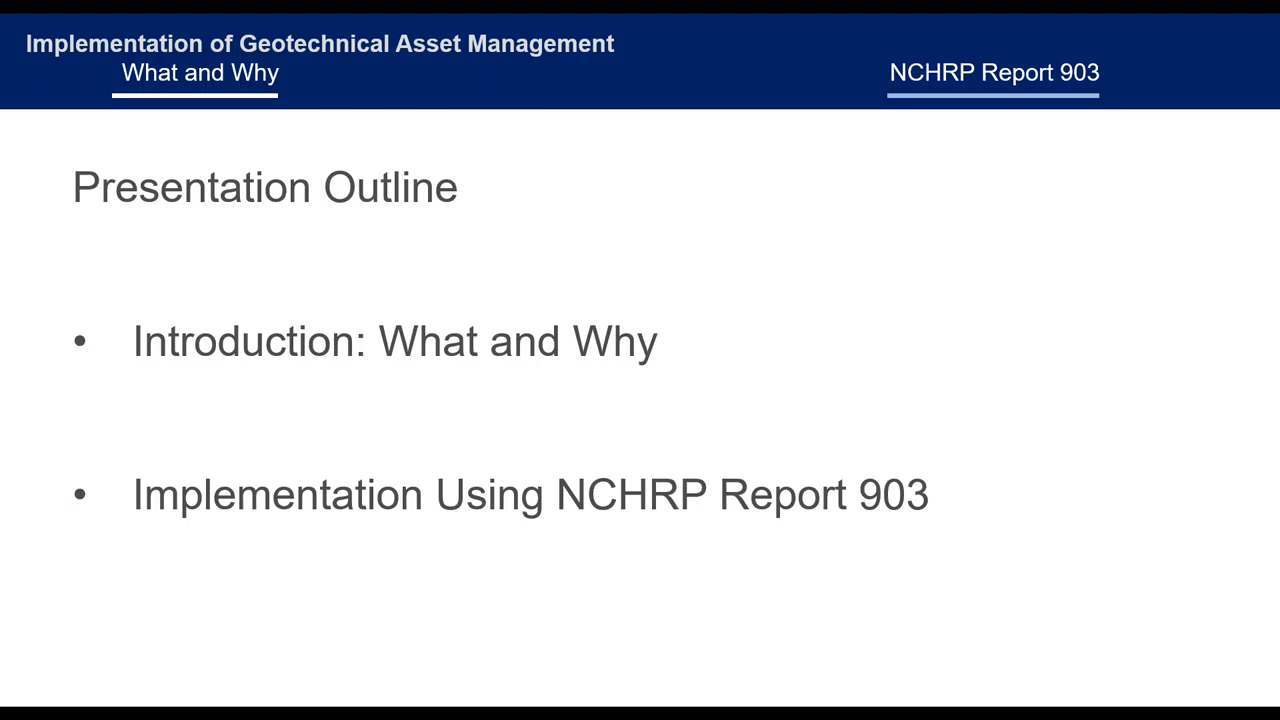 Implementation of Geotechnical Asset Management
What and Why
NCHRP Report 903
Presentation Outline
• Introduction: What and Why
• Implementation Using NCHRP Report 903